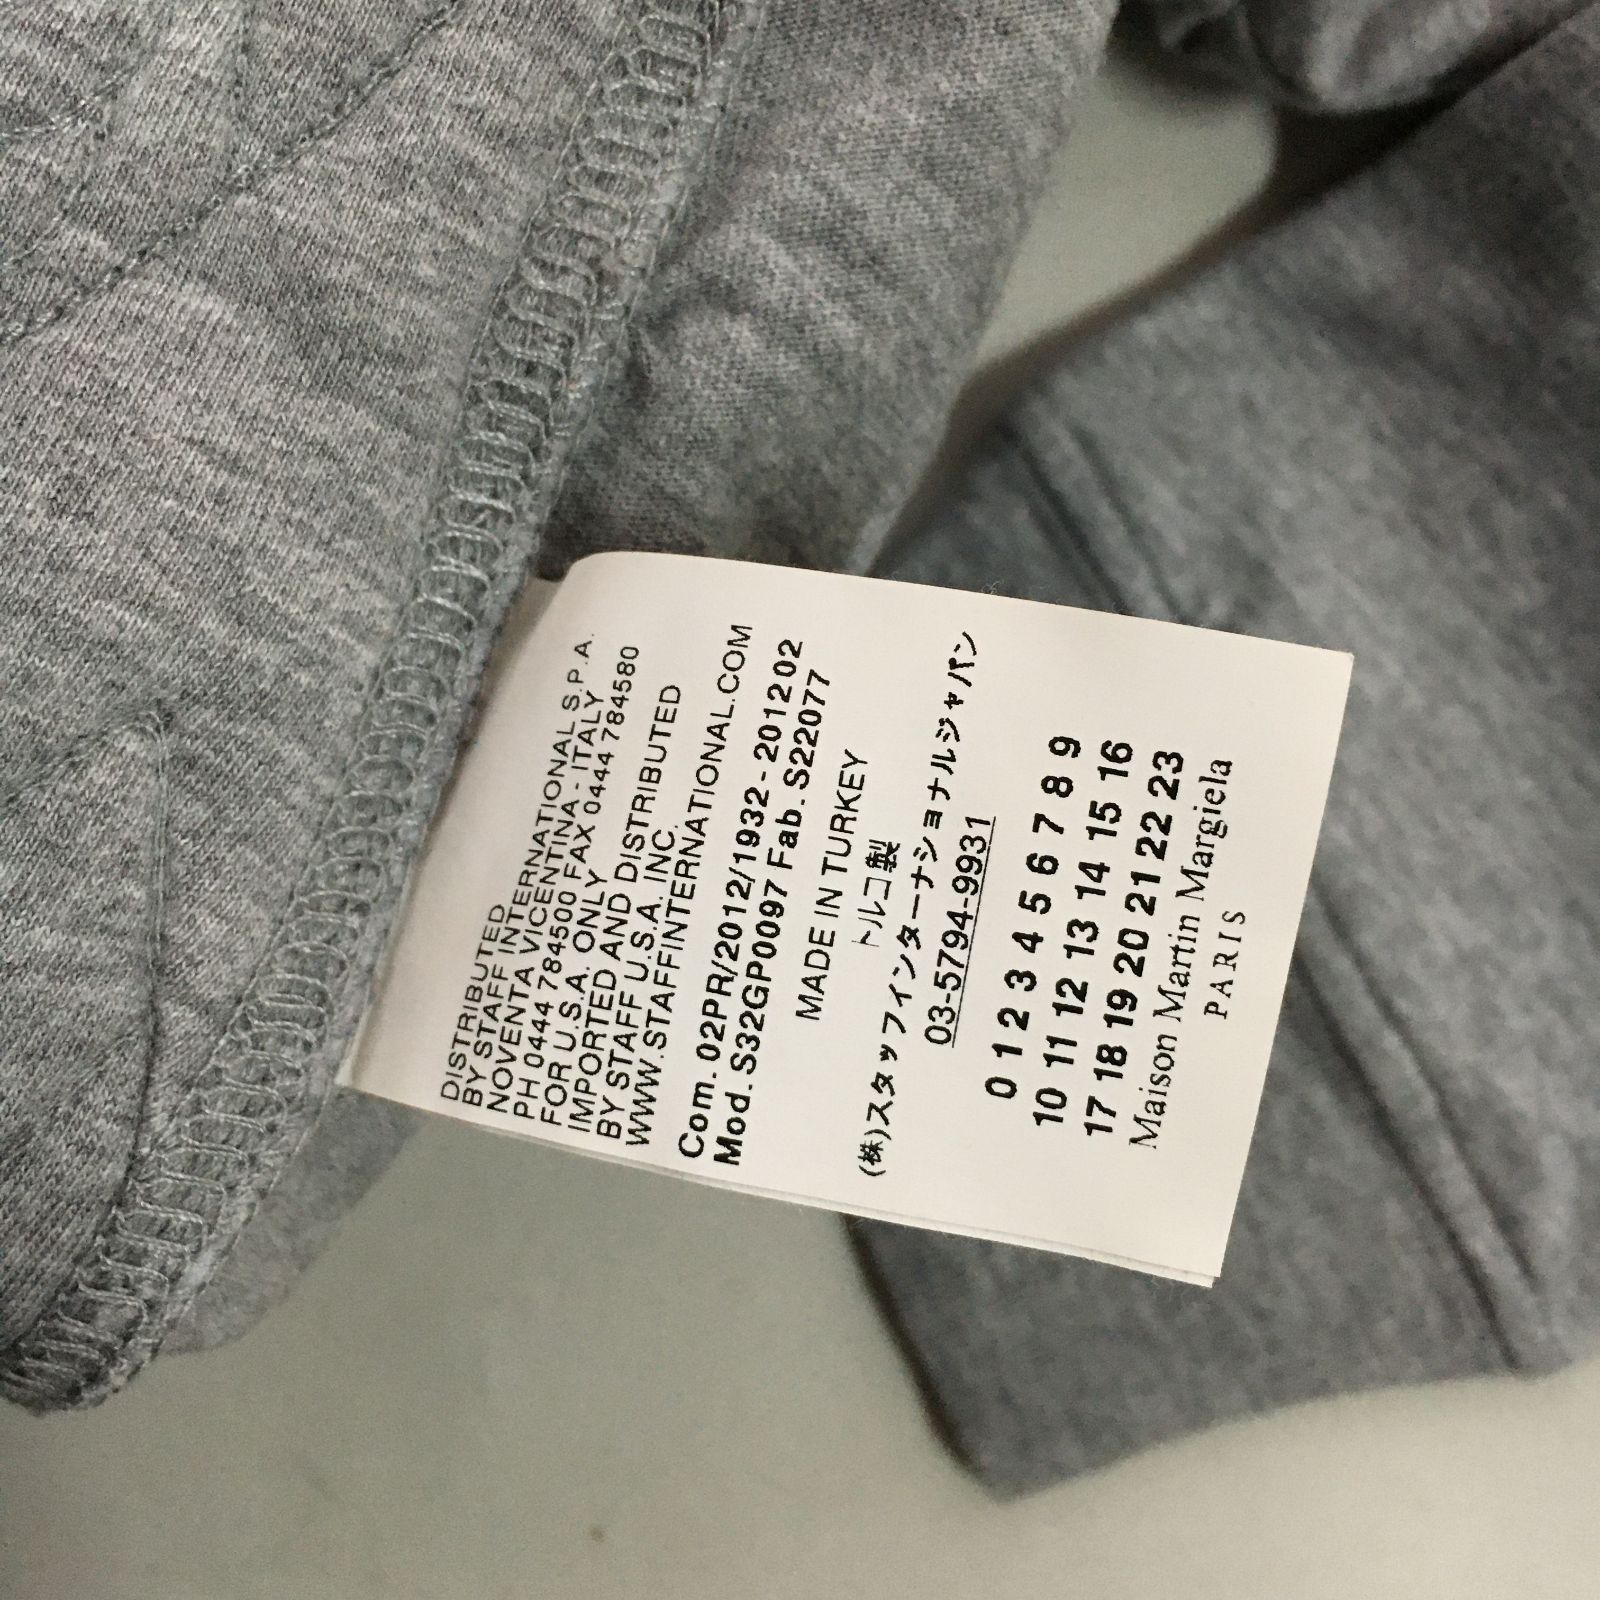 DISTRIBUTED
BY STAFF INTERNATIONAL S.P.A.
NOVENTA VICENTINA - ITALY
PH 0444 784500 FAX 0444 784580
FOR U.S.A. ONLY
IMPORTED AND DISTRIBUTED
BY STAFF U.S.A. INC.
WWW.STAFFINTERNATIONAL.COM
Com. 02PR/2012/1932 - 201202
Mod. S32GP0097 Fab. S22077
MADE IN TURKEY
トルコ製
(株)スタッフインターナショナルジャパン
03-5794-9931
0 1 2 3 4 5 6 7 8 9
10 11 12 13 14 15 16
17 18 19 20 21 22 23
Maison Martin Margiela
PARIS